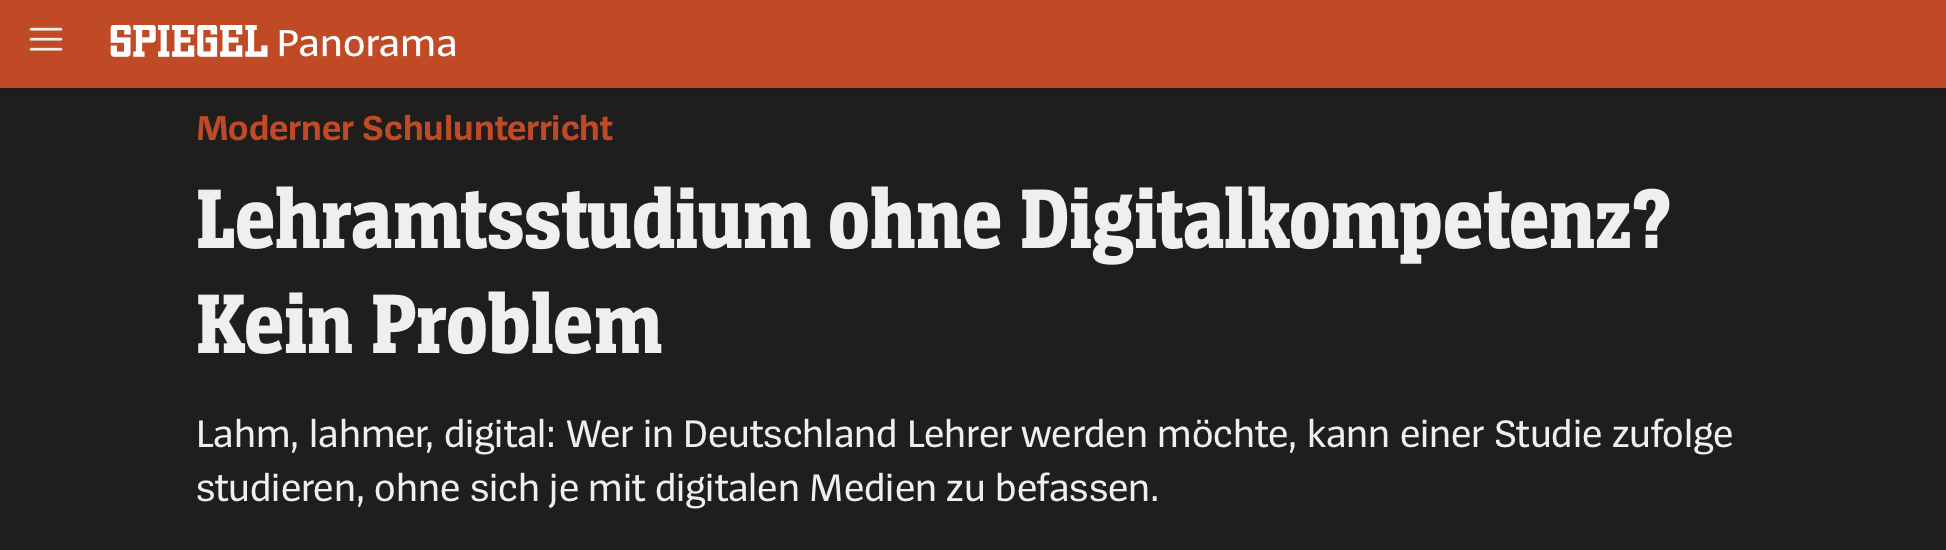 SPIEGEL Panorama
Moderner Schulunterricht
Lehramtsstudium ohne Digitalkompetenz?
Kein Problem
Lahm, lahmer, digital: Wer in Deutschland Lehrer werden möchte, kann einer Studie zufolge
studieren, ohne sich je mit digitalen Medien zu befassen.